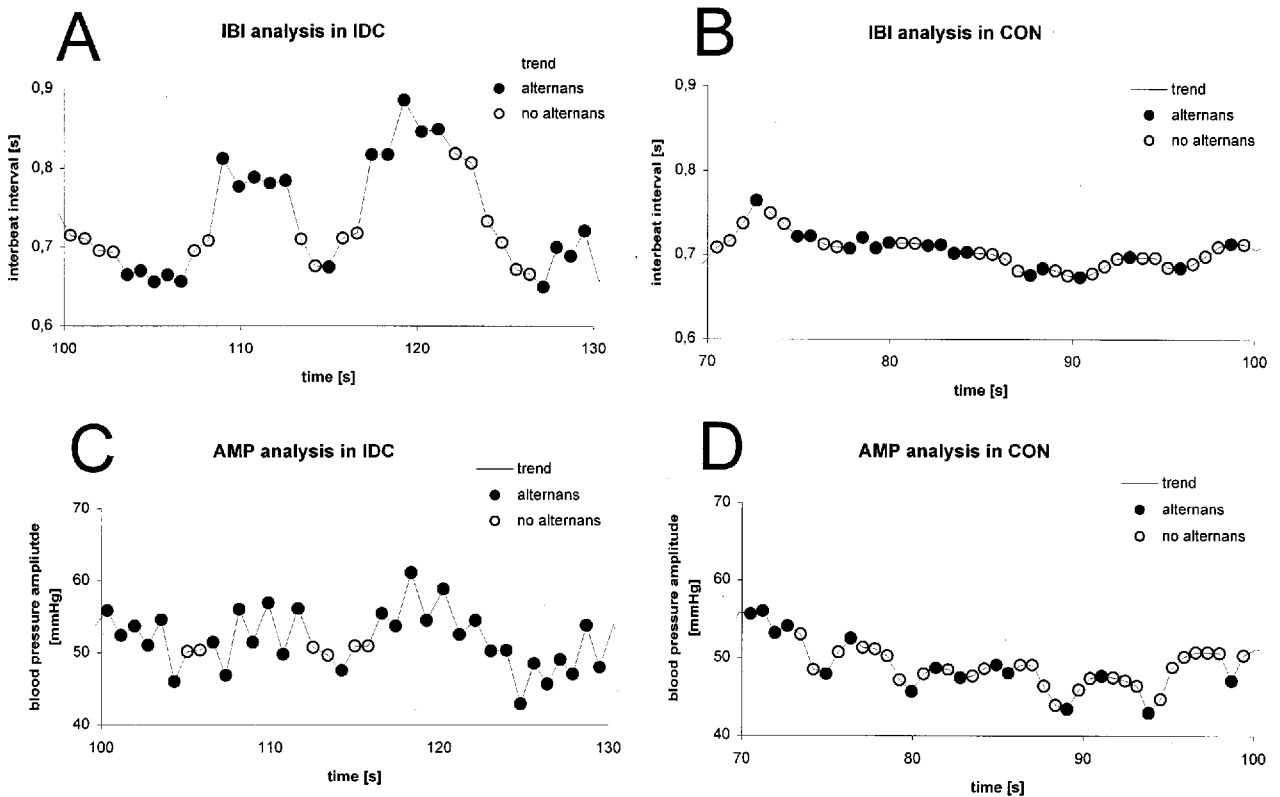 A
IBI analysis in IDC
trend
alternans
no alternans
0,9
0,8
0,7
0,6
interbeat interval [s]
100
110
120
130
time [s]
B
IBI analysis in CON
trend
alternans
no alternans
0,9
0,8
0,7
0,6
interbeat interval [s]
70
80
90
100
time [s]
C
AMP analysis in IDC
trend
alternans
no alternans
70
60
50
40
blood pressure ampliutde
[mmHg]
100
110
120
130
time [s]
D
AMP analysis in CON
trend
alternans
no alternans
70
60
50
40
blood pressure amplitude
[mmHg]
70
80
90
100
time [s]